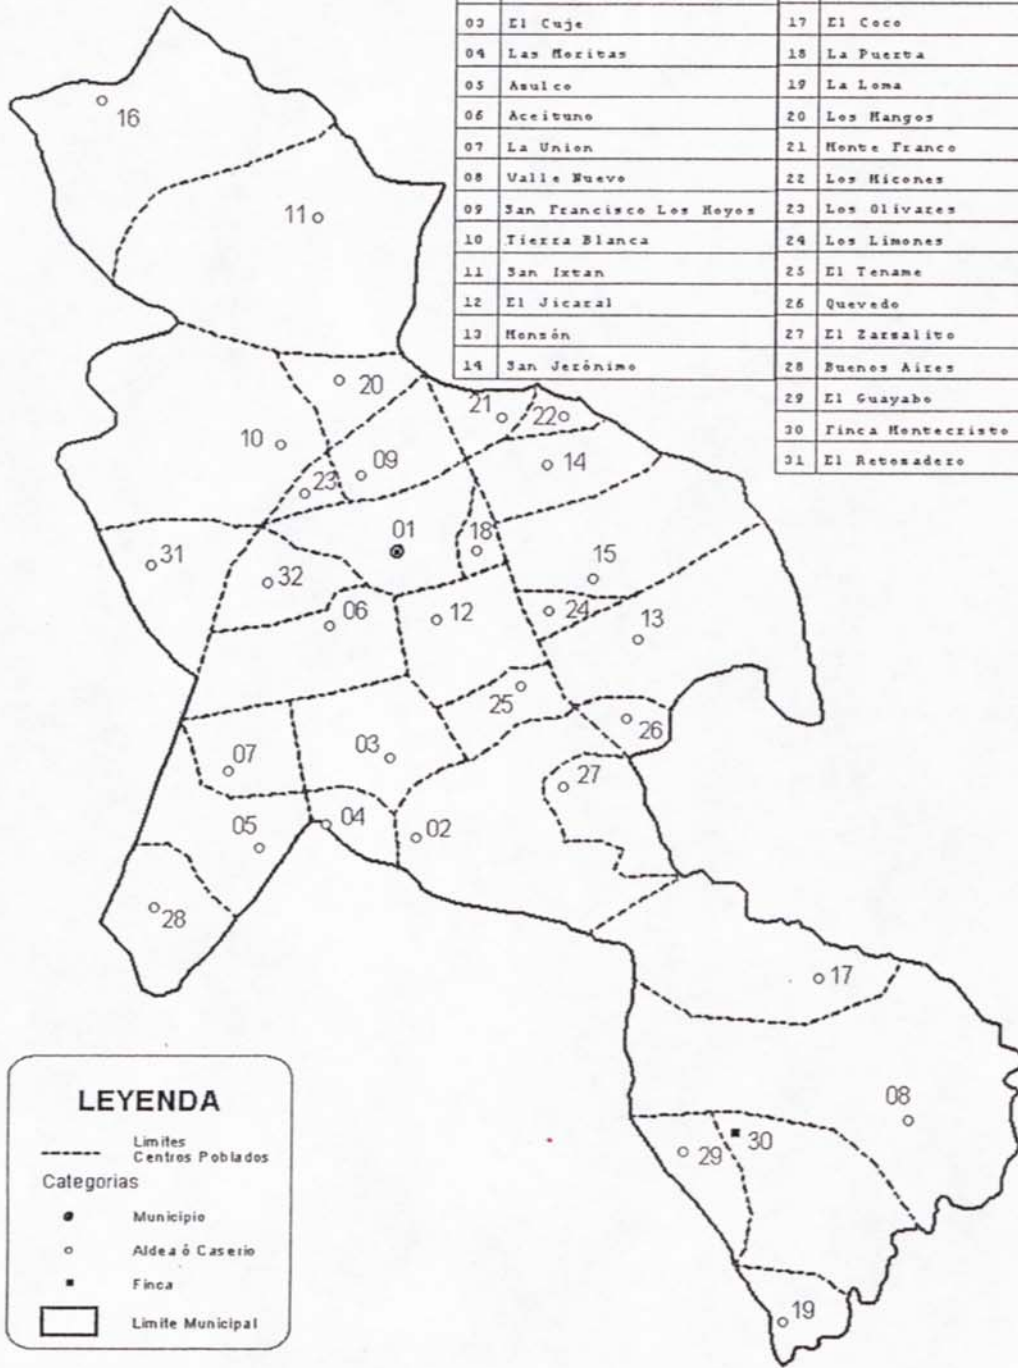 03 El Cuje 17 El Coco
04 Las Moritas 18 La Puerta
05 Azulco 19 La Loma
06 Aceituno 20 Los Mangos
07 La Union 21 Monte Franco
08 Valle Nuevo 22 Los Micones
09 San Francisco Los Hoyos 23 Los Olivares
10 Tierra Blanca 24 Los Limones
11 San Ixtan 25 El Tename
12 El Jicaral 26 Quevedo
13 Monzón 27 El Zarzalito
14 San Jerónimo 28 Buenos Aires
29 El Guayabo
30 Finca Montecristo
31 El Retozadero
16
11
20
21 22
10 09 14
23
01 18
31 32 15
06 12 24 13
25
26
07 03
27
05 04 02
28
17
08
29 30
19
LEYENDA
Limites
Centros Poblados
Categorias
Municipio
Aldea ó Caserio
Finca
Limite Municipal